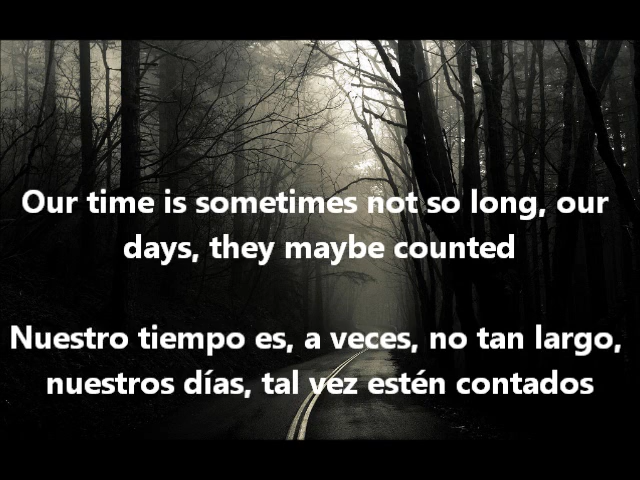 Our time is sometimes not so long, our
days, they maybe counted
Nuestro tiempo es, a veces, no tan largo,
nuestros días, tal vez estén contados